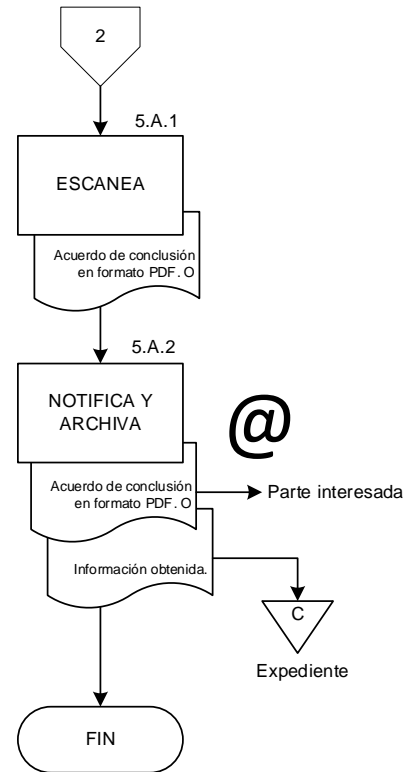 2
5.A.1
ESCANEA
Acuerdo de conclusión
en formato PDF. O
5.A.2
NOTIFICA Y
ARCHIVA
@
Acuerdo de conclusión
en formato PDF. O
Parte interesada
Información obtenida.
C
Expediente
FIN